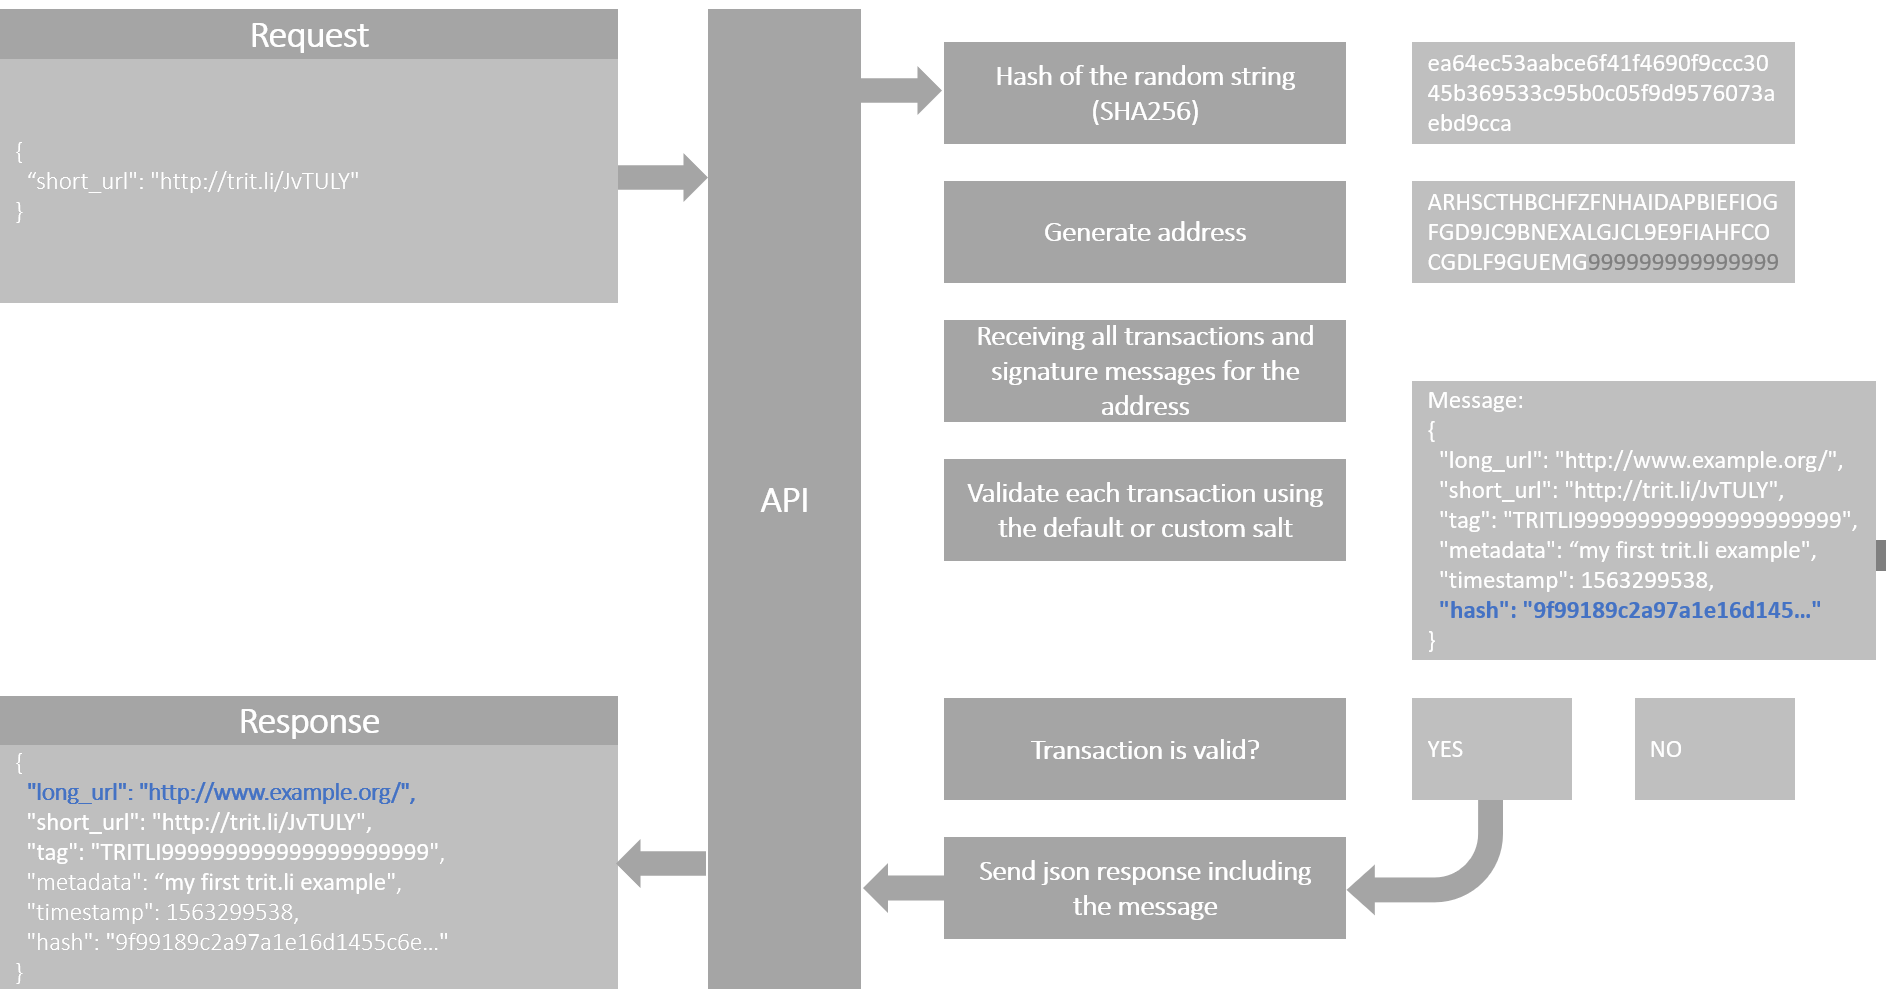 Request
{
“short_url": "http://trit.li/JvTULY"
}
API
Hash of the random string
(SHA256)
ea64ec53aabce6f41f4690f9ccc30
45b369533c95b0c05f9d9576073a
ebd9cca
Generate address
ARHSCTHBCHFZFNHAIDAPBIEFIOG
FGD9JC9BNEXALGJCL9E9FIAHFCO
CGDLF9GUEMG999999999999999
Receiving all transactions and
signature messages for the
address
Validate each transaction using
the default or custom salt
Message:
{
"long_url": "http://www.example.org/",
"short_url": "http://trit.li/JvTULY",
"tag": "TRITLI999999999999999999999",
"metadata": “my first trit.li example",
"timestamp": 1563299538,
"hash": "9f99189c2a97a1e16d145..."
}
Transaction is valid?
YES
NO
Send json response including
the message
Response
{
"long_url": "http://www.example.org/",
"short_url": "http://trit.li/JvTULY",
"tag": "TRITLI999999999999999999999",
"metadata": “my first trit.li example",
"timestamp": 1563299538,
"hash": "9f99189c2a97a1e16d1455c6e..."
}